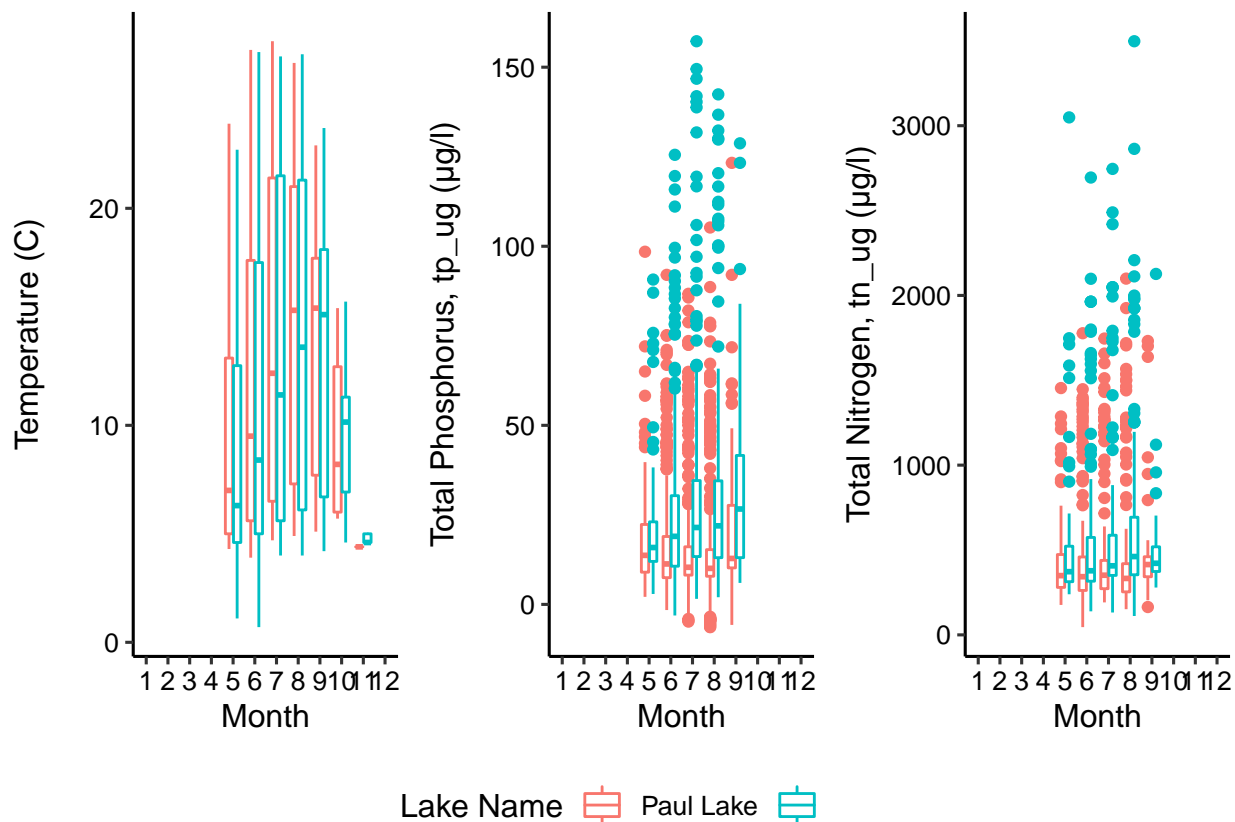 Temperature (C)
20
10
0
1 2 3 4 5 6 7 8 9 10 11 12
Month
Total Phosphorus, tp_ug (µg/l)
150
100
50
0
1 2 3 4 5 6 7 8 9 10 11 12
Month
Total Nitrogen, tn_ug (µg/l)
3000
2000
1000
0
1 2 3 4 5 6 7 8 9 10 11 12
Month
Lake Name Paul Lake